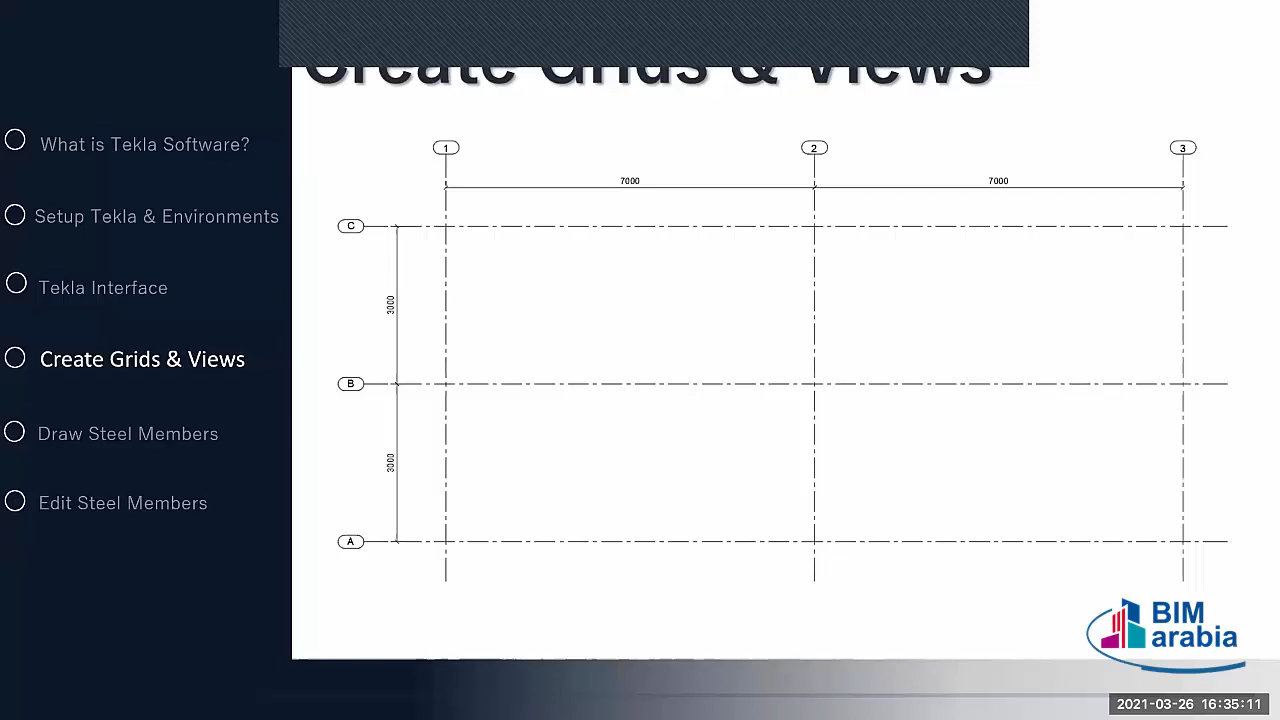 Create Grids & Views
What is Tekla Software?
Setup Tekla & Environments
Tekla Interface
Create Grids & Views
Draw Steel Members
Edit Steel Members
1 2 3
7000 7000
C
3000
B
3000
A
BIM
arabia
2021-03-26 16:35:11